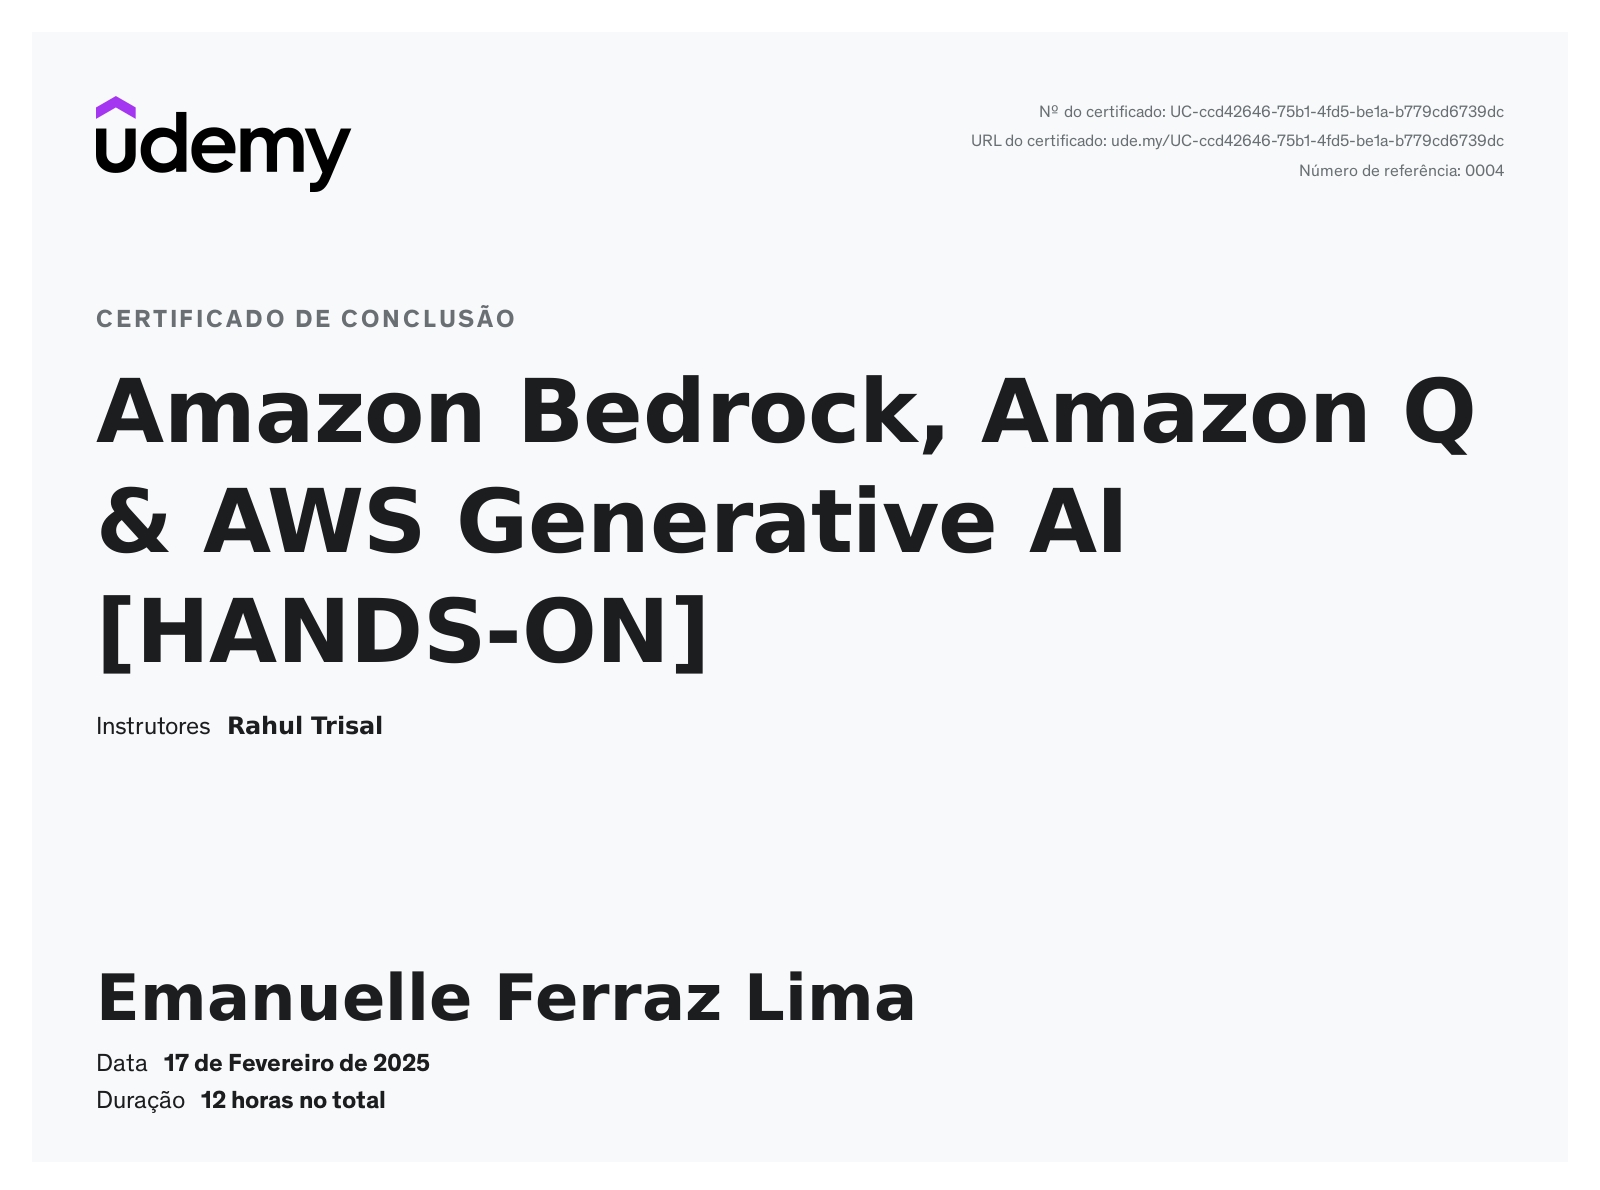 udemy
Nº do certificado: UC-ccd42646-75b1-4fd5-be1a-b779cd6739dc
URL do certificado: ude.my/UC-ccd42646-75b1-4fd5-be1a-b779cd6739dc
Número de referência: 0004
CERTIFICADO DE CONCLUSÃO
Amazon Bedrock, Amazon Q
& AWS Generative AI
[HANDS-ON]
Instrutores Rahul Trisal
Emanuelle Ferraz Lima
Data 17 de Fevereiro de 2025
Duração 12 horas no total